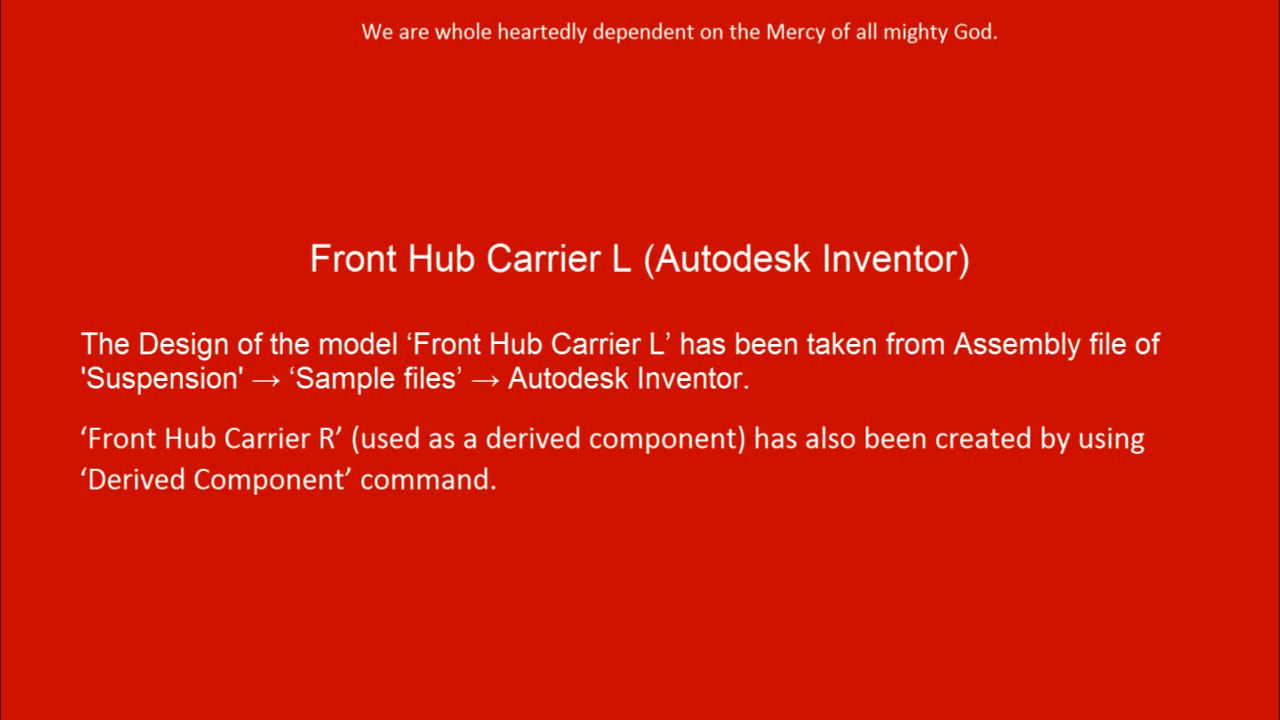 We are whole heartedly dependent on the Mercy of all mighty God.
Front Hub Carrier L (Autodesk Inventor)
The Design of the model ‘Front Hub Carrier L’ has been taken from Assembly file of
'Suspension' → ‘Sample files’ → Autodesk Inventor.
‘Front Hub Carrier R’ (used as a derived component) has also been created by using
‘Derived Component’ command.